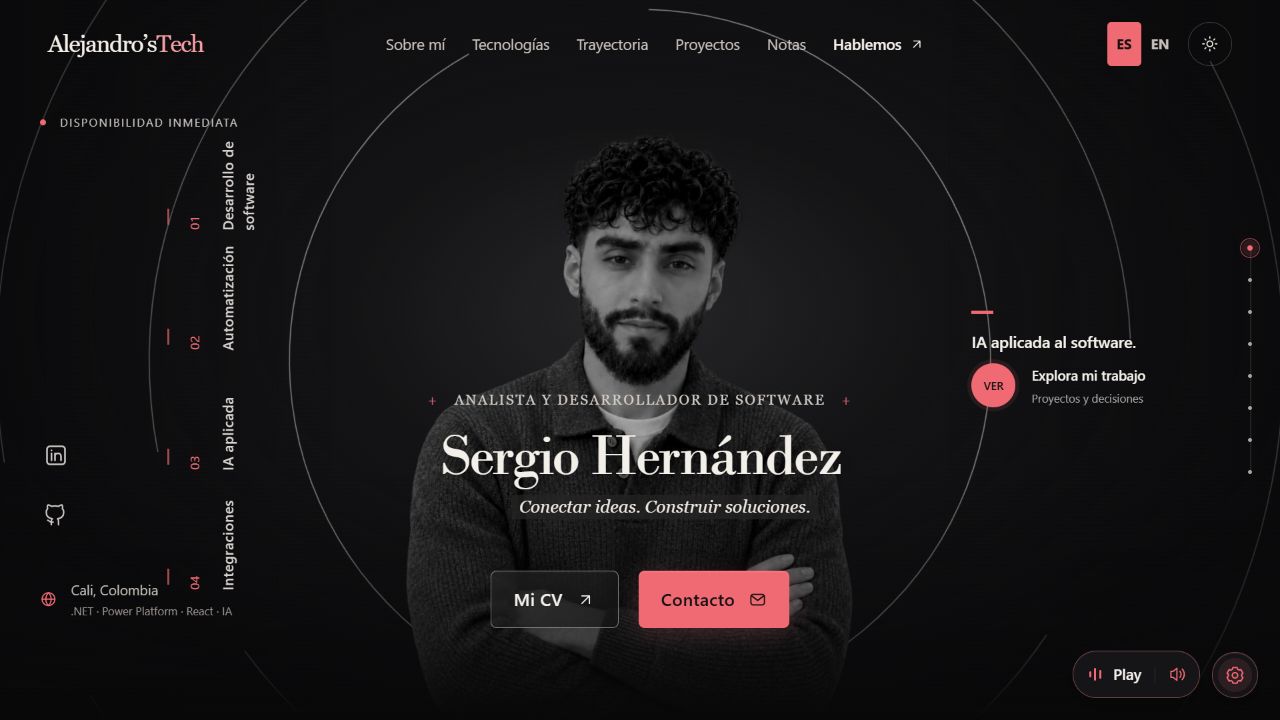 Alejandro'sTech
Sobre mí
Tecnologías
Trayectoria
Proyectos
Notas
Hablemos
ES
EN
DISPONIBILIDAD INMEDIATA
01
Desarrollo de
software
02
Automatización
03
IA aplicada
04
Integraciones
Cali, Colombia
.NET · Power Platform · React · IA
ANALISTA Y DESARROLLADOR DE SOFTWARE
Sergio Hernández
Conectar ideas. Construir soluciones.
Mi CV
Contacto
IA aplicada al software.
VER
Explora mi trabajo
Proyectos y decisiones
Play